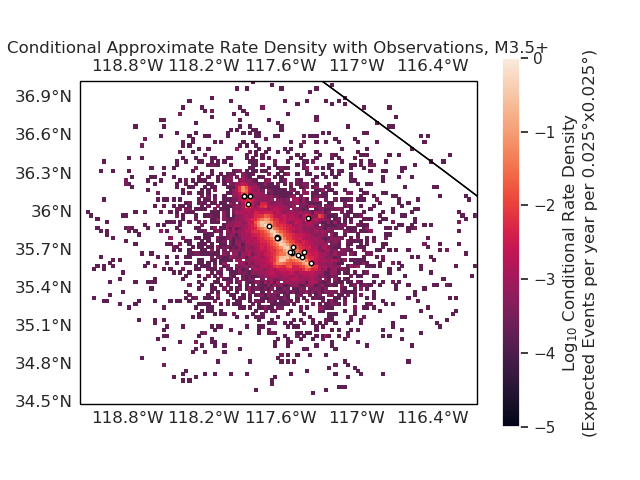 Conditional Approximate Rate Density with Observations, M3.5+
118.8°W 118.2°W 117.6°W 117°W 116.4°W
36.9°N
36.6°N
36.3°N
36°N
35.7°N
35.4°N
35.1°N
34.8°N
34.5°N
118.8°W 118.2°W 117.6°W 117°W 116.4°W
0
−1
−2
−3
−4
−5
Log₁₀ Conditional Rate Density
(Expected Events per year per 0.025°x0.025°)